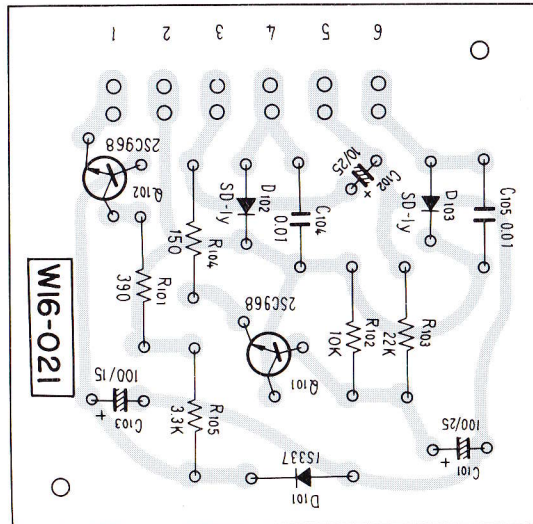 1 2 3 4 5 6
2SC968
Q102
10/25
C102
+
D102
SD-1y
C104
0.01
D103
SD-1y
C105 0.01
R104
150
R101
390
W16-021
2SC968
Q101
R102
10K
R103
22K
100/15
+
C103
R105
3.3K
1S337
D101
100/25
+
C101